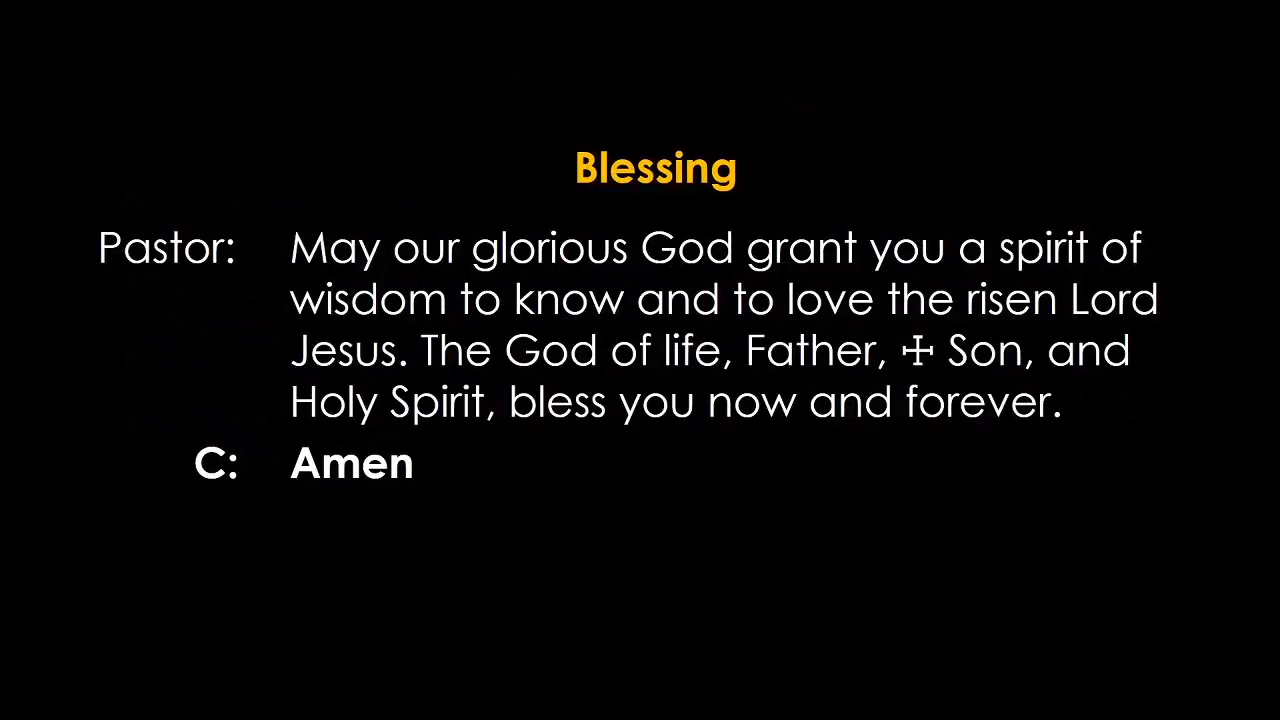 Blessing
Pastor: May our glorious God grant you a spirit of
wisdom to know and to love the risen Lord
Jesus. The God of life, Father, ☩ Son, and
Holy Spirit, bless you now and forever.
C: Amen